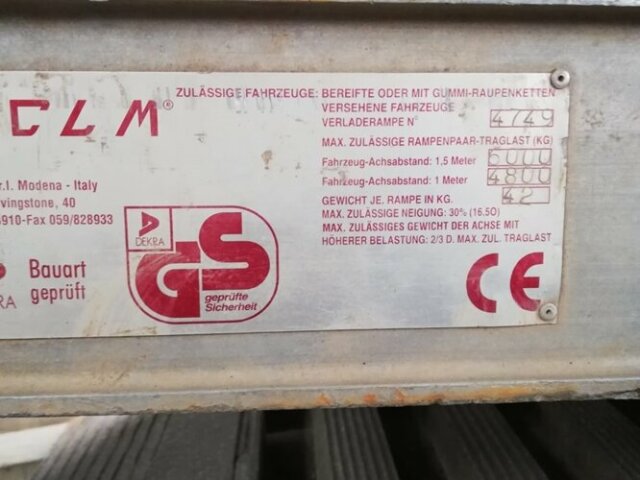 ZULÄSSIGE FAHRZEUGE: BEREIFTE ODER MIT GUMMI-RAUPENKETTEN
VERSEHENE FAHRZEUGE
CLM®
VERLADERAMPE N° 4749
MAX. ZULÄSSIGE RAMPENPAAR-TRAGLAST (KG)
Fahrzeug-Achsabstand: 1,5 Meter 6000
Fahrzeug-Achsabstand: 1 Meter 4800
GEWICHT JE. RAMPE IN KG. 42
MAX. ZULÄSSIGE NEIGUNG: 30% (16.5O)
MAX. ZULÄSSIGES GEWICHT DER ACHSE MIT
HÖHERER BELASTUNG: 2/3 D. MAX. ZUL. TRAGLAST
r.l. Modena - Italy
vingstone, 40
910-Fax 059/828933
Bauart
geprüft
DEKRA
GS
geprüfte
Sicherheit
CE